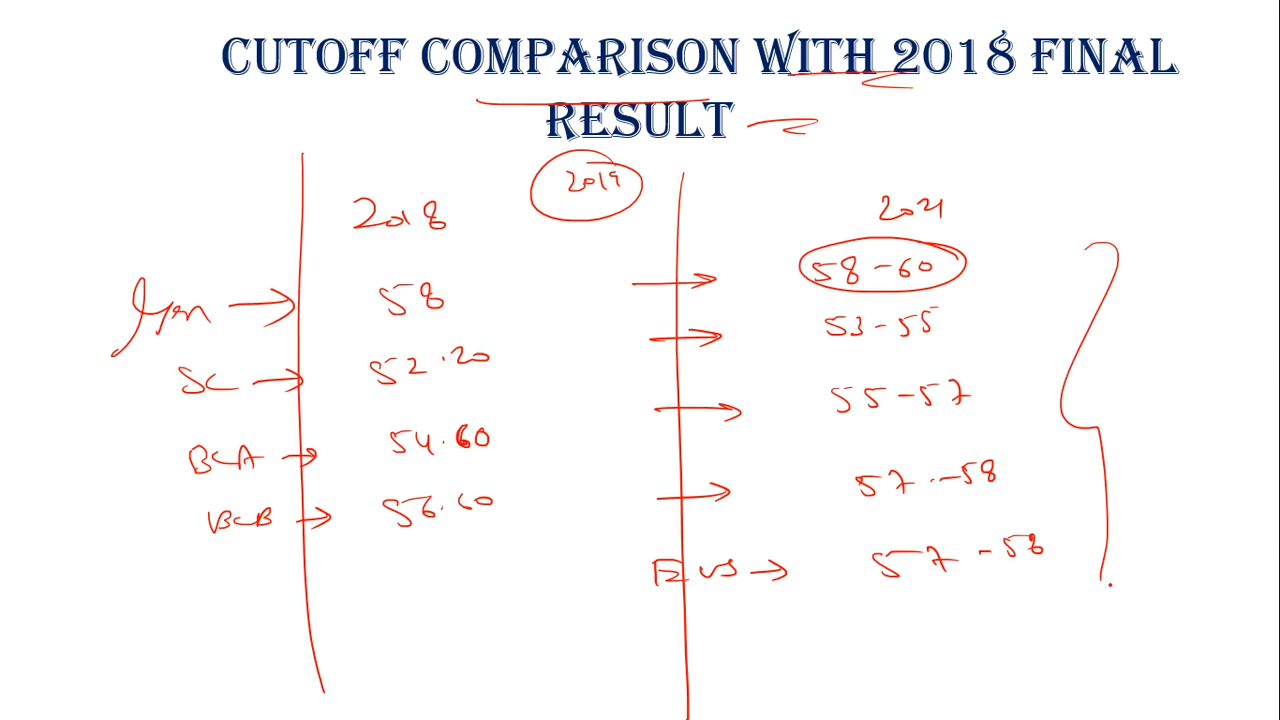 CUTOFF COMPARISON WITH 2018 FINAL
RESULT
2018 2019 2021
Gen 58 58-60
SC 52.20 53-55
BCA 54.60 55-57
BCB 56.60 57-58
EWS 57-58